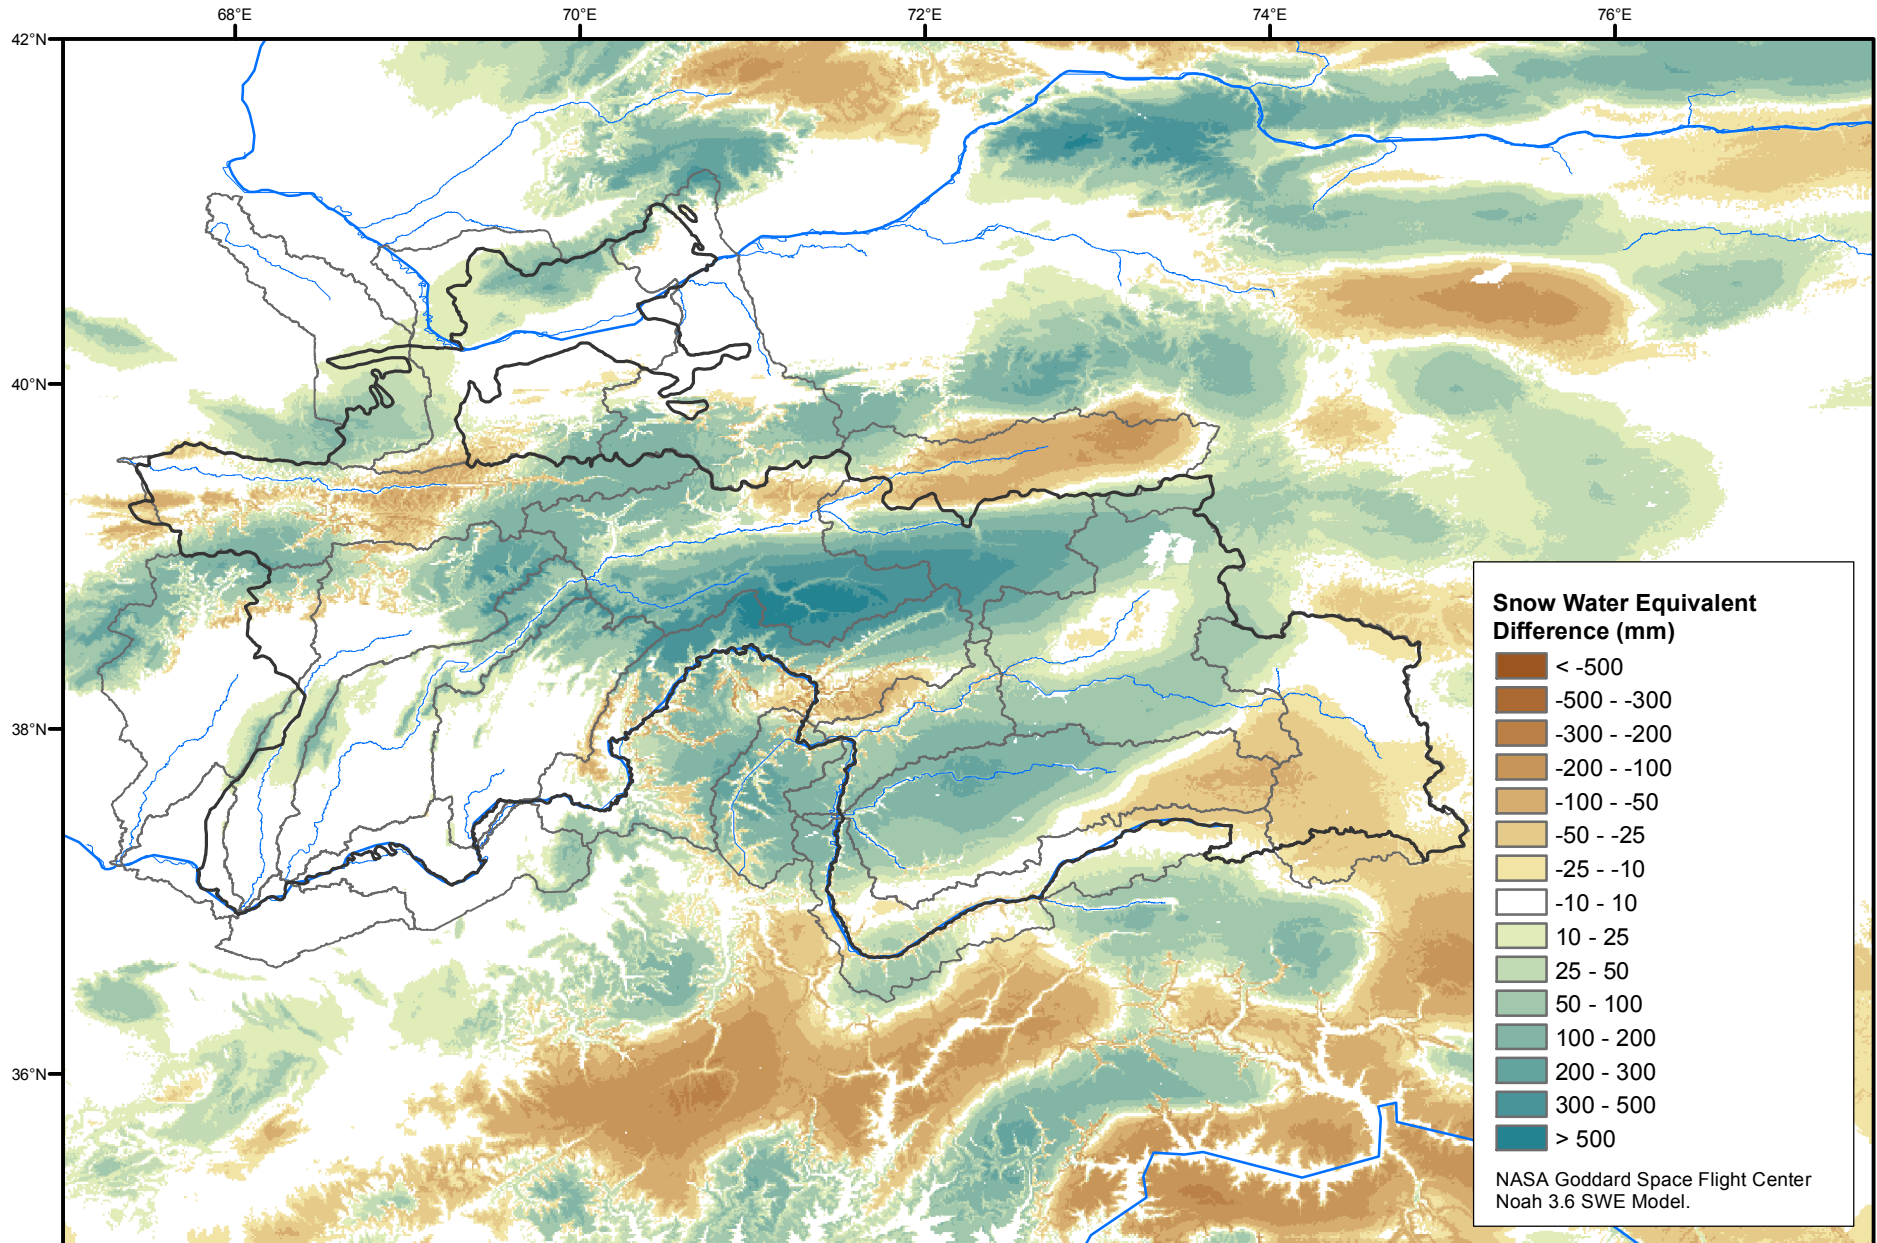 68°E
70°E
72°E
74°E
76°E
42°N
40°N
38°N
36°N
Snow Water Equivalent
Difference (mm)
< -500
-500 - -300
-300 - -200
-200 - -100
-100 - -50
-50 - -25
-25 - -10
-10 - 10
10 - 25
25 - 50
50 - 100
100 - 200
200 - 300
300 - 500
> 500
NASA Goddard Space Flight Center
Noah 3.6 SWE Model.